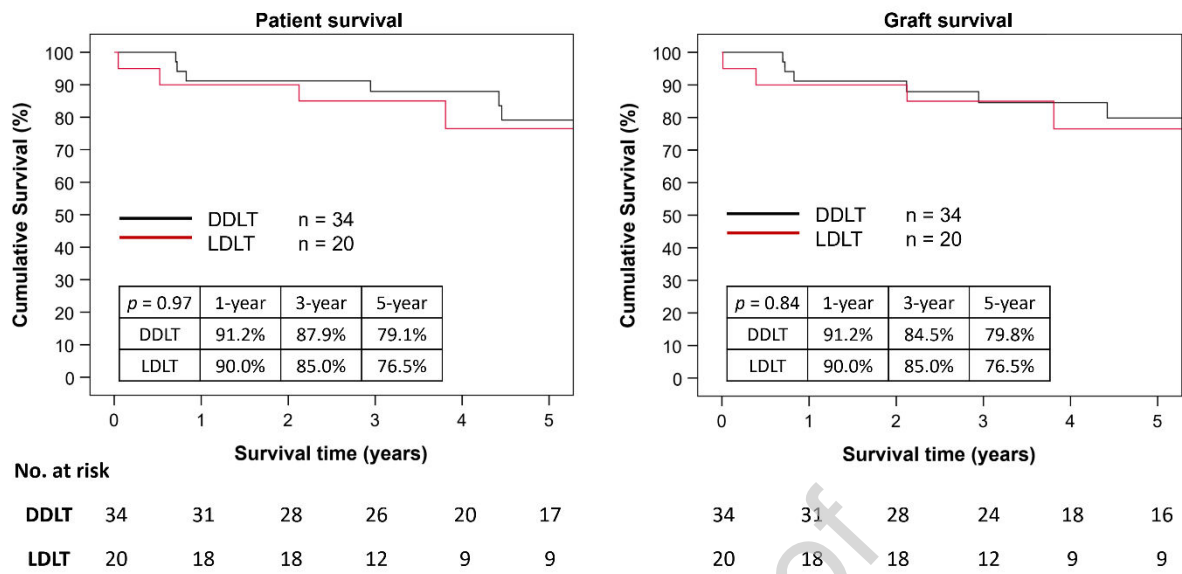 Patient survival
Cumulative Survival (%)
100
90
80
70
60
50
40
30
20
10
0
DDLT n = 34
LDLT n = 20
p = 0.97 1-year 3-year 5-year
DDLT 91.2% 87.9% 79.1%
LDLT 90.0% 85.0% 76.5%
0 1 2 3 4 5
Survival time (years)
Graft survival
Cumulative Survival (%)
100
90
80
70
60
50
40
30
20
10
0
DDLT n = 34
LDLT n = 20
p = 0.84 1-year 3-year 5-year
DDLT 91.2% 84.5% 79.8%
LDLT 90.0% 85.0% 76.5%
0 1 2 3 4 5
Survival time (years)
No. at risk
DDLT 34 31 28 26 20 17 34 31 28 24 18 16
LDLT 20 18 18 12 9 9 20 18 18 12 9 9
of